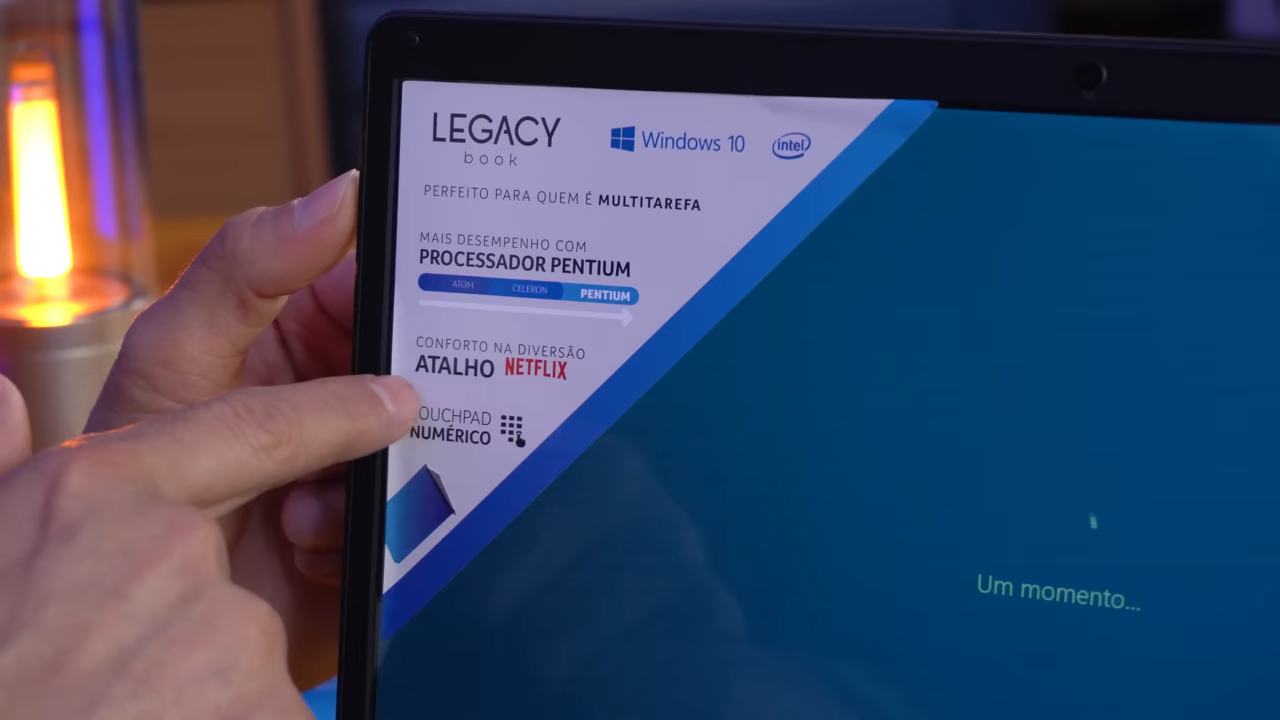 LEGACY
book
Windows 10
intel
PERFEITO PARA QUEM É MULTITAREFA
MAIS DESEMPENHO COM
PROCESSADOR PENTIUM
ATOM CELERON PENTIUM
CONFORTO NA DIVERSÃO
ATALHO NETFLIX
OUCHPAD
NUMÉRICO
Um momento...